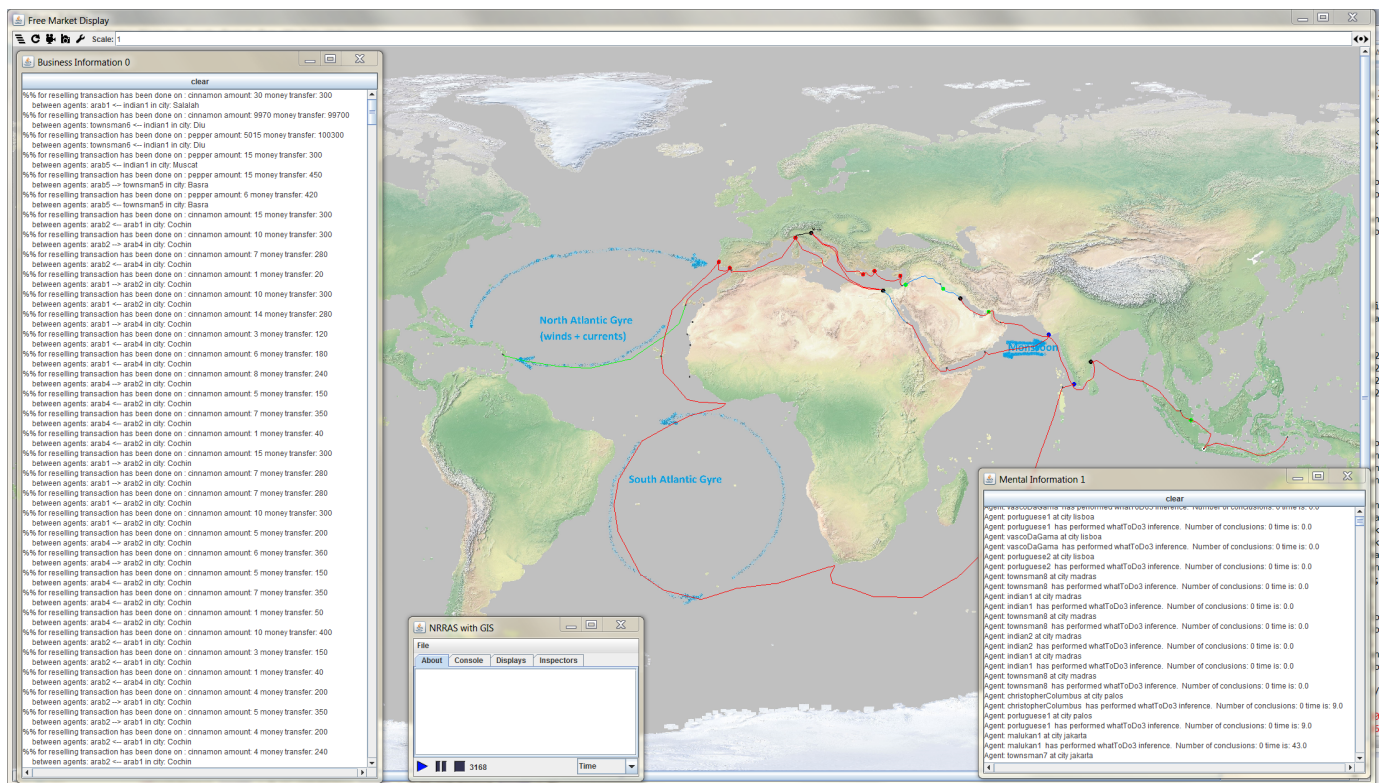 Free Market Display
Scale: 1
Business Information 0
clear
%% for reselling transaction has been done on : cinnamon amount: 30 money transfer: 300
between agents: arab1 <-- indian1 in city: Salalah
%% for reselling transaction has been done on : cinnamon amount: 9970 money transfer: 99700
between agents: townsman6 <-- indian1 in city: Diu
%% for reselling transaction has been done on : pepper amount: 5015 money transfer: 100300
between agents: townsman6 <-- indian1 in city: Diu
%% for reselling transaction has been done on : pepper amount: 15 money transfer: 300
between agents: arab5 <-- indian1 in city: Muscat
%% for reselling transaction has been done on : pepper amount: 15 money transfer: 450
between agents: arab5 --> townsman5 in city: Basra
%% for reselling transaction has been done on : pepper amount: 6 money transfer: 420
between agents: arab5 <-- townsman5 in city: Basra
%% for reselling transaction has been done on : cinnamon amount: 15 money transfer: 300
between agents: arab2 <-- arab1 in city: Cochin
%% for reselling transaction has been done on : cinnamon amount: 10 money transfer: 300
between agents: arab2 --> arab4 in city: Cochin
%% for reselling transaction has been done on : cinnamon amount: 7 money transfer: 280
between agents: arab2 <-- arab4 in city: Cochin
%% for reselling transaction has been done on : cinnamon amount: 1 money transfer: 20
between agents: arab1 --> arab2 in city: Cochin
%% for reselling transaction has been done on : cinnamon amount: 10 money transfer: 300
between agents: arab1 <-- arab2 in city: Cochin
%% for reselling transaction has been done on : cinnamon amount: 14 money transfer: 280
between agents: arab1 --> arab4 in city: Cochin
%% for reselling transaction has been done on : cinnamon amount: 3 money transfer: 120
between agents: arab1 <-- arab4 in city: Cochin
%% for reselling transaction has been done on : cinnamon amount: 6 money transfer: 180
between agents: arab1 <-- arab4 in city: Cochin
%% for reselling transaction has been done on : cinnamon amount: 8 money transfer: 240
between agents: arab4 --> arab2 in city: Cochin
%% for reselling transaction has been done on : cinnamon amount: 5 money transfer: 150
between agents: arab4 <-- arab2 in city: Cochin
%% for reselling transaction has been done on : cinnamon amount: 7 money transfer: 350
between agents: arab4 <-- arab2 in city: Cochin
%% for reselling transaction has been done on : cinnamon amount: 1 money transfer: 40
between agents: arab4 <-- arab2 in city: Cochin
%% for reselling transaction has been done on : cinnamon amount: 15 money transfer: 300
between agents: arab1 --> arab2 in city: Cochin
%% for reselling transaction has been done on : cinnamon amount: 7 money transfer: 280
between agents: arab1 --> arab2 in city: Cochin
%% for reselling transaction has been done on : cinnamon amount: 7 money transfer: 280
between agents: arab1 <-- arab2 in city: Cochin
%% for reselling transaction has been done on : cinnamon amount: 10 money transfer: 300
between agents: arab1 <-- arab2 in city: Cochin
%% for reselling transaction has been done on : cinnamon amount: 5 money transfer: 200
between agents: arab4 --> arab2 in city: Cochin
%% for reselling transaction has been done on : cinnamon amount: 6 money transfer: 360
between agents: arab4 --> arab2 in city: Cochin
%% for reselling transaction has been done on : cinnamon amount: 5 money transfer: 150
between agents: arab4 <-- arab2 in city: Cochin
%% for reselling transaction has been done on : cinnamon amount: 7 money transfer: 350
between agents: arab4 <-- arab2 in city: Cochin
%% for reselling transaction has been done on : cinnamon amount: 1 money transfer: 50
between agents: arab4 <-- arab2 in city: Cochin
%% for reselling transaction has been done on : cinnamon amount: 10 money transfer: 400
between agents: arab2 <-- arab1 in city: Cochin
%% for reselling transaction has been done on : cinnamon amount: 3 money transfer: 150
between agents: arab2 <-- arab1 in city: Cochin
%% for reselling transaction has been done on : cinnamon amount: 1 money transfer: 40
between agents: arab2 <-- arab4 in city: Cochin
%% for reselling transaction has been done on : cinnamon amount: 4 money transfer: 200
between agents: arab2 --> arab1 in city: Cochin
%% for reselling transaction has been done on : cinnamon amount: 5 money transfer: 350
between agents: arab2 --> arab1 in city: Cochin
%% for reselling transaction has been done on : cinnamon amount: 4 money transfer: 200
between agents: arab2 <-- arab1 in city: Cochin
%% for reselling transaction has been done on : cinnamon amount: 4 money transfer: 240
between agents: arab2 <-- arab1 in city: Cochin
North Atlantic Gyre
(winds + currents)
Monsoon
South Atlantic Gyre
NRRAS with GIS
File
About Console Displays Inspectors
3168 Time
Mental Information 1
clear
Agent: vascoDaGama has performed whatToDo3 inference. Number of conclusions: 0 time is: 0.0
Agent: portuguese1 at city lisboa
Agent: portuguese1 has performed whatToDo3 inference. Number of conclusions: 0 time is: 0.0
Agent: vascoDaGama at city lisboa
Agent: vascoDaGama has performed whatToDo3 inference. Number of conclusions: 0 time is: 0.0
Agent: portuguese2 at city lisboa
Agent: portuguese2 has performed whatToDo3 inference. Number of conclusions: 0 time is: 0.0
Agent: townsman8 at city madras
Agent: townsman8 has performed whatToDo3 inference. Number of conclusions: 0 time is: 0.0
Agent: indian1 at city madras
Agent: indian1 has performed whatToDo3 inference. Number of conclusions: 0 time is: 0.0
Agent: townsman8 at city madras
Agent: townsman8 has performed whatToDo3 inference. Number of conclusions: 0 time is: 0.0
Agent: indian2 at city madras
Agent: indian2 has performed whatToDo3 inference. Number of conclusions: 0 time is: 0.0
Agent: indian1 at city madras
Agent: indian1 has performed whatToDo3 inference. Number of conclusions: 0 time is: 0.0
Agent: townsman8 at city madras
Agent: townsman8 has performed whatToDo3 inference. Number of conclusions: 0 time is: 0.0
Agent: christopherColumbus at city palos
Agent: christopherColumbus has performed whatToDo3 inference. Number of conclusions: 0 time is: 9.0
Agent: portuguese1 at city palos
Agent: portuguese1 has performed whatToDo3 inference. Number of conclusions: 0 time is: 9.0
Agent: malukan1 at city jakarta
Agent: malukan1 has performed whatToDo3 inference. Number of conclusions: 0 time is: 43.0
Agent: townsman7 at city jakarta